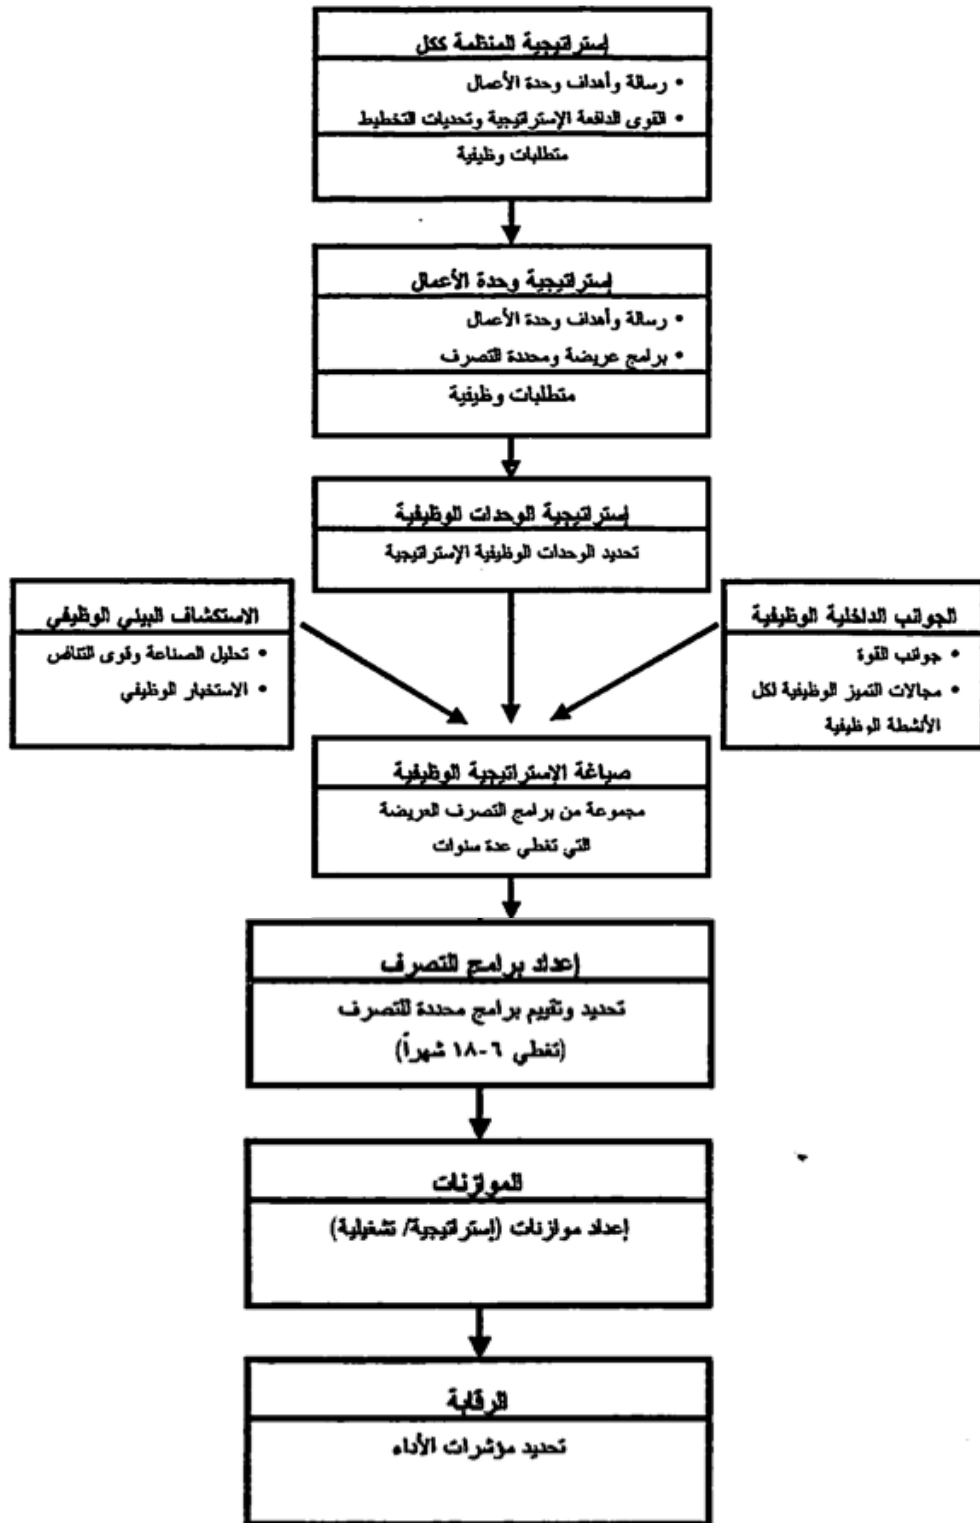 إستراتيجية المنظمة ككل
• رسالة وأهداف وحدة الأعمال
• القوى الدافعة الإستراتيجية وتحديات التخطيط
متطلبات وظيفية
إستراتيجية وحدة الأعمال
• رسالة وأهداف وحدة الأعمال
• برامج عريضة ومحددة للتصرف
متطلبات وظيفية
إستراتيجية الوحدات الوظيفية
تحديد الوحدات الوظيفية الإستراتيجية
الجوانب الداخلية الوظيفية
• جوانب القوة
• مجالات التميز الوظيفية لكل
الأنشطة الوظيفية
الاستكشاف البيئي الوظيفي
• تحليل الصناعة وقوى التنافس
• الاستخبار الوظيفي
صياغة الإستراتيجية الوظيفية
مجموعة من برامج التصرف العريضة
التي تغطي عدة سنوات
إعداد برامج للتصرف
تحديد وتقييم برامج محددة للتصرف
(تغطي ٦-١٨ شهراً)
الموازنات
إعداد موازنات (إستراتيجية/ تشغيلية)
الرقابة
تحديد مؤشرات الأداء